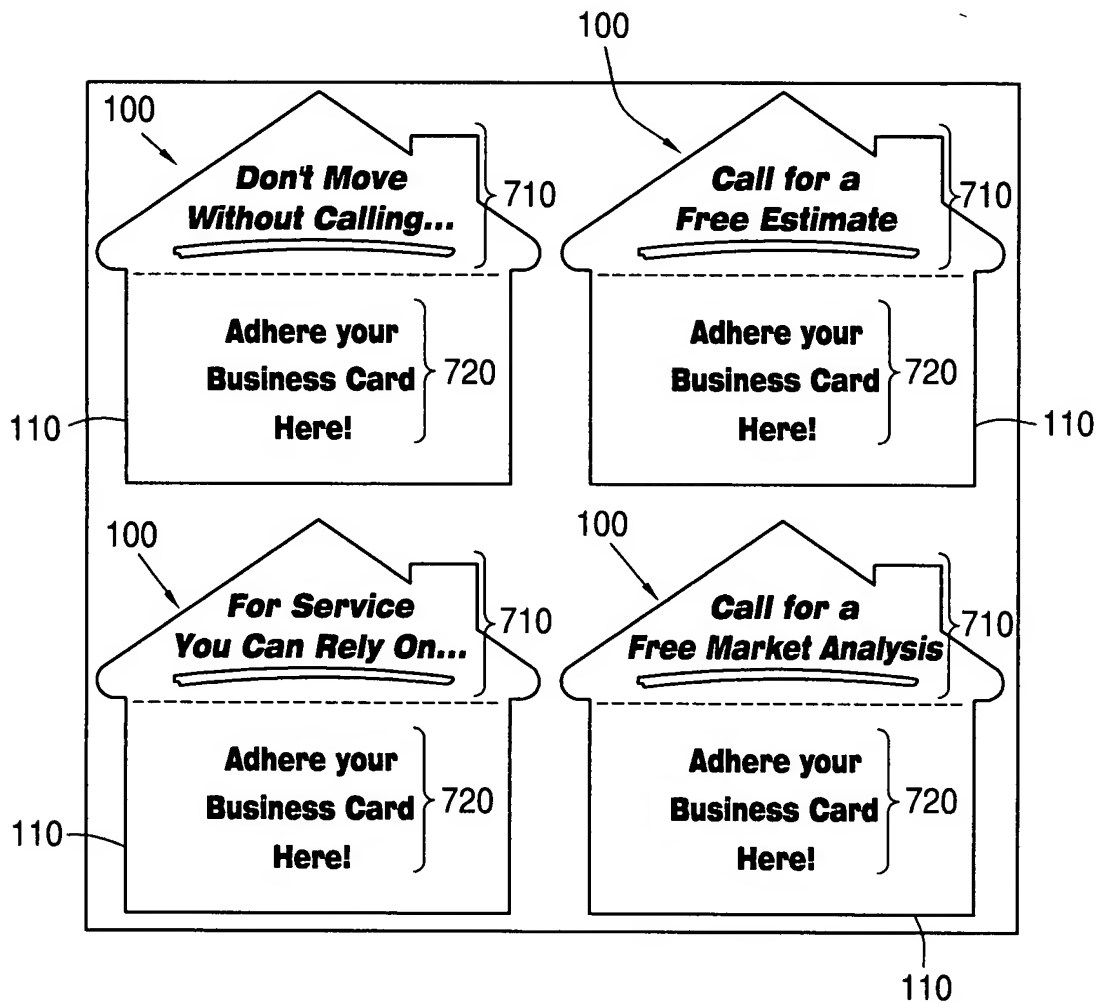 100
100
Don't Move
Without Calling...
710
Call for a
Free Estimate
710
Adhere your
Business Card
Here!
720
110
Adhere your
Business Card
Here!
720
110
100
For Service
You Can Rely On...
710
100
Call for a
Free Market Analysis
710
Adhere your
Business Card
Here!
720
110
Adhere your
Business Card
Here!
720
110